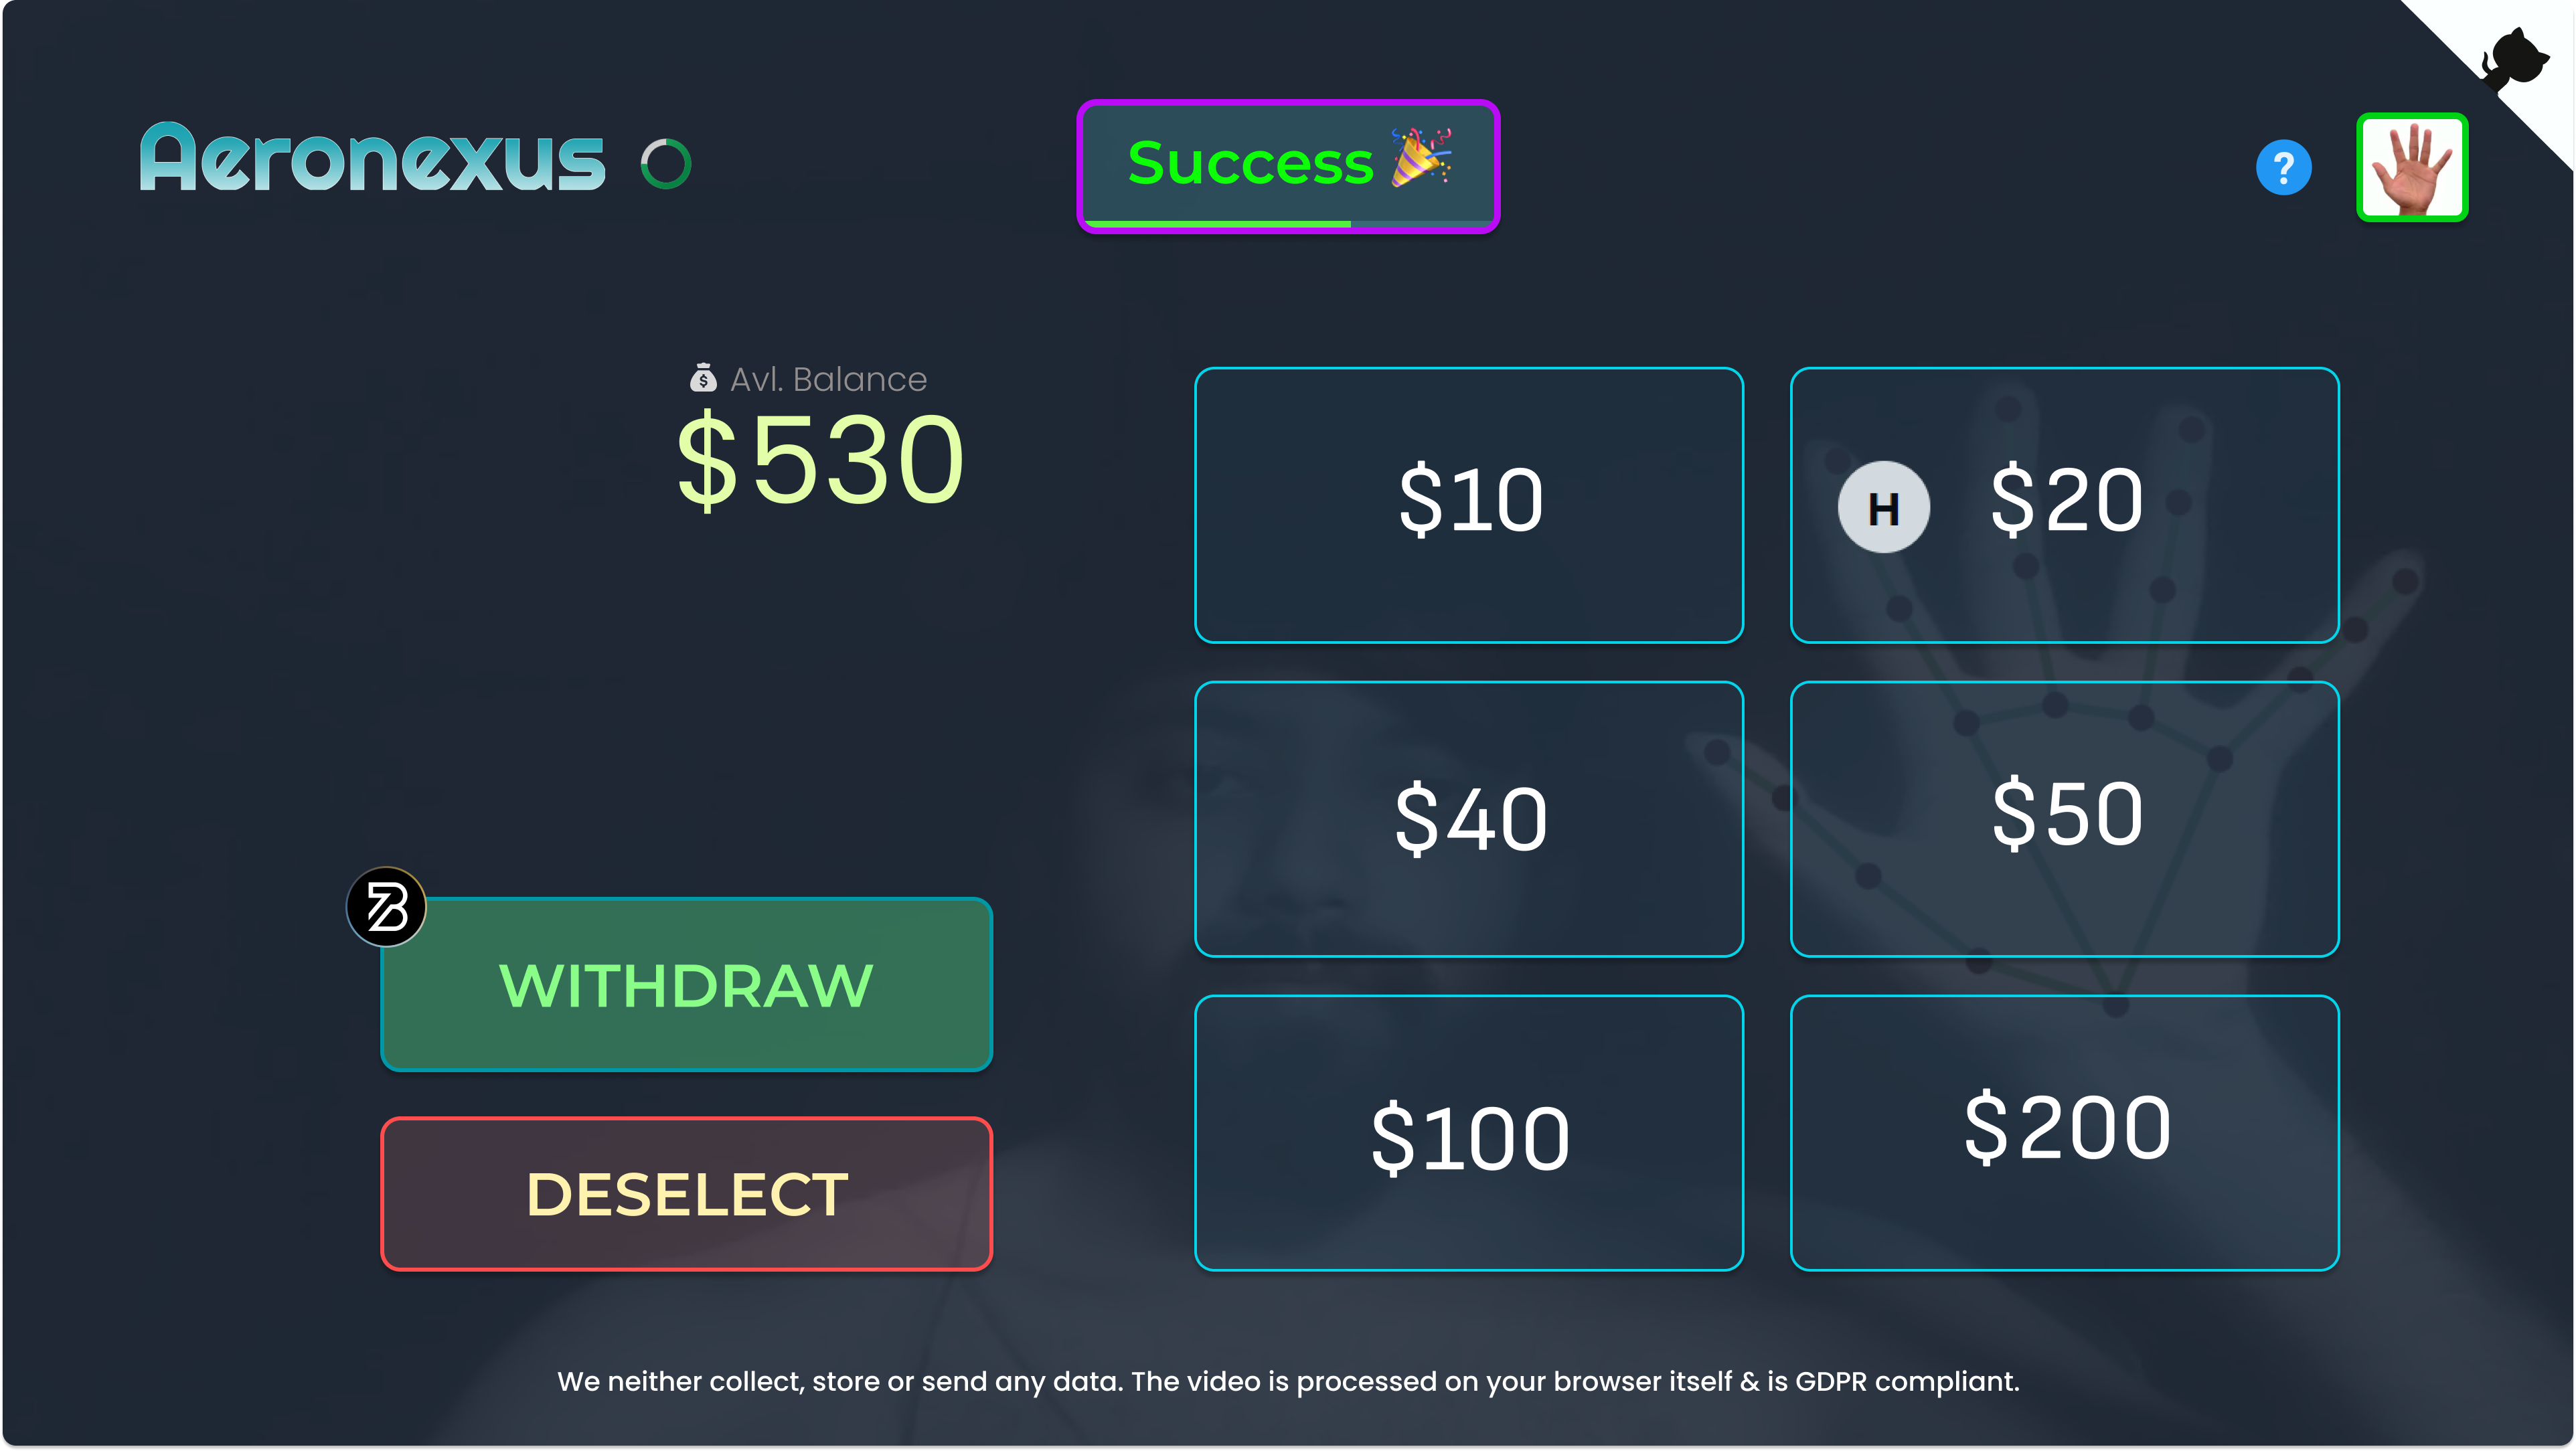 Aeronexus
Success 🎉
?
Avl. Balance
$530
$10
H
$20
$40
$50
$100
$200
WITHDRAW
DESELECT
We neither collect, store or send any data. The video is processed on your browser itself & is GDPR compliant.